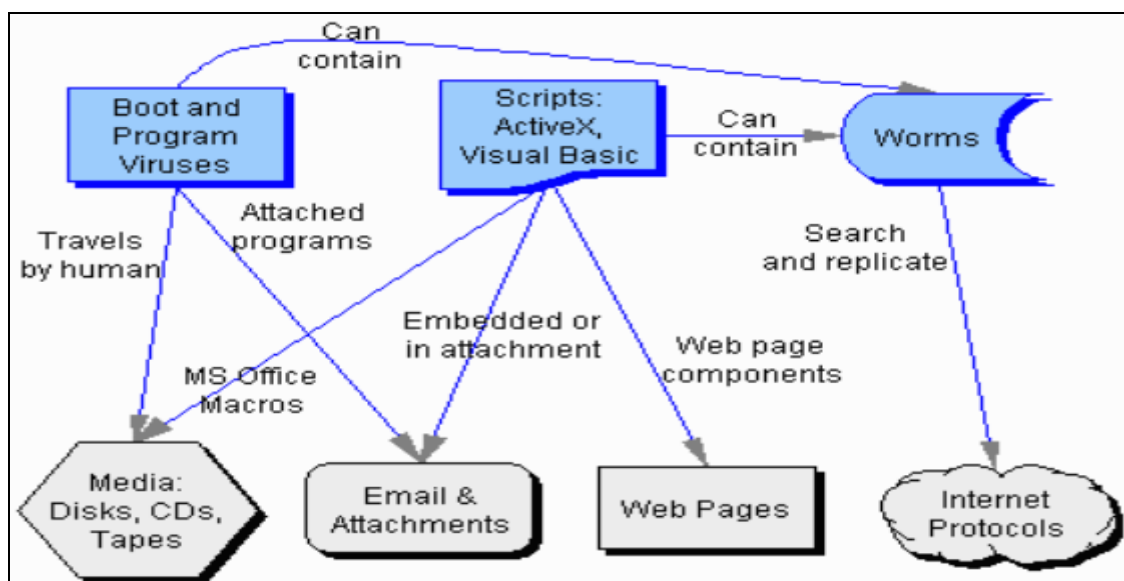 Can
contain
Boot and
Program
Viruses
Scripts:
ActiveX,
Visual Basic
Can
contain
Worms
Travels
by human
Attached
programs
Search
and replicate
Embedded or
in attachment
Web page
components
MS Office
Macros
Media:
Disks, CDs,
Tapes
Email &
Attachments
Web Pages
Internet
Protocols